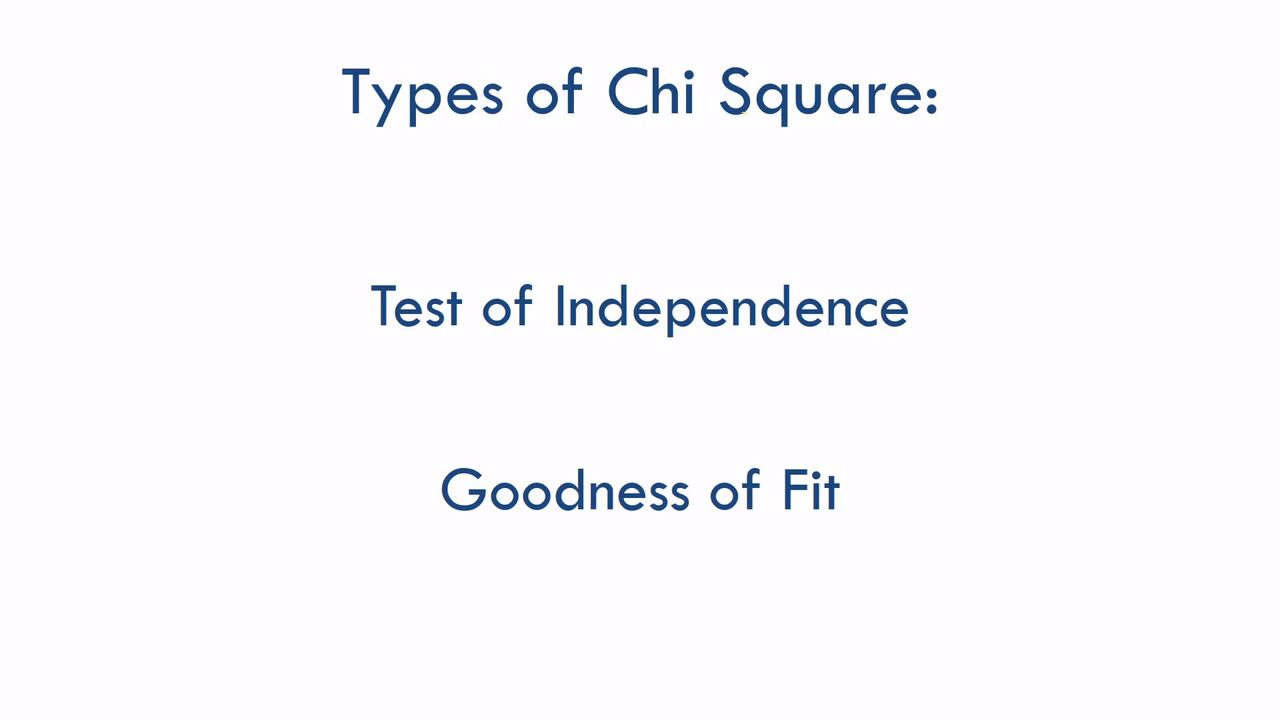 Types of Chi Square:
Test of Independence
Goodness of Fit